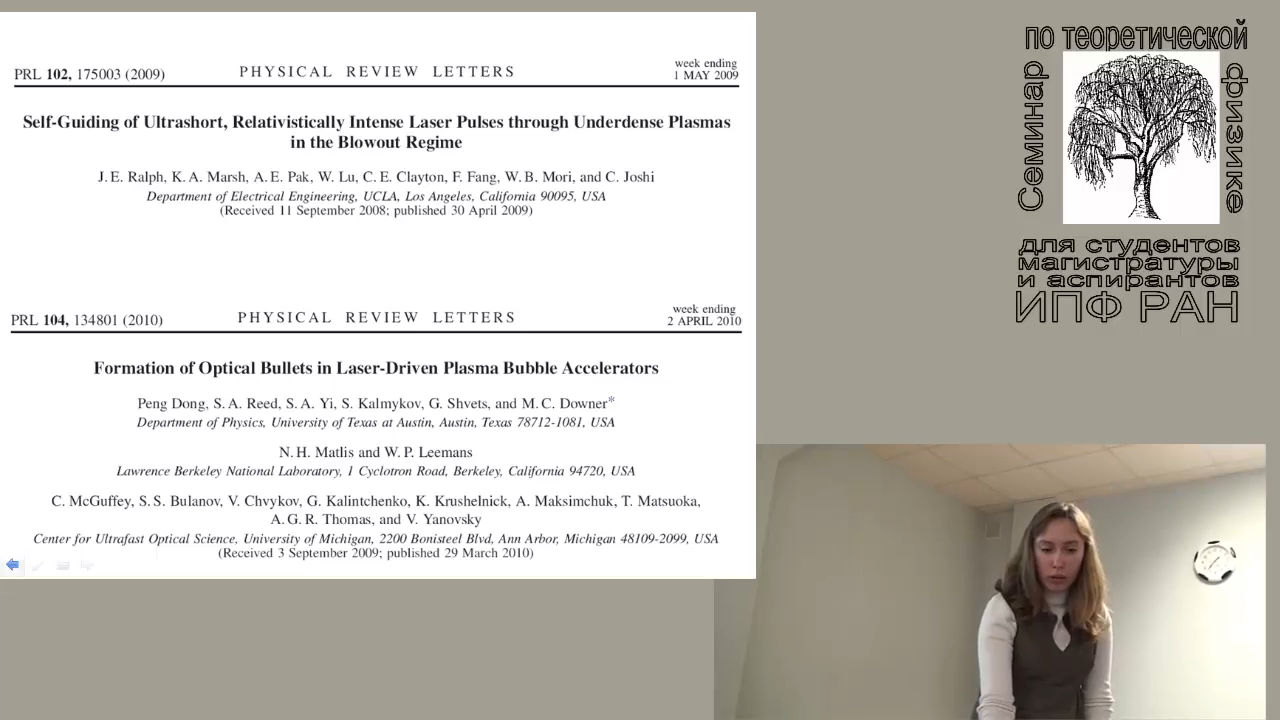 PRL 102, 175003 (2009)
PHYSICAL REVIEW LETTERS
week ending
1 MAY 2009
Self-Guiding of Ultrashort, Relativistically Intense Laser Pulses through Underdense Plasmas
in the Blowout Regime
J. E. Ralph, K. A. Marsh, A. E. Pak, W. Lu, C. E. Clayton, F. Fang, W. B. Mori, and C. Joshi
Department of Electrical Engineering, UCLA, Los Angeles, California 90095, USA
(Received 11 September 2008; published 30 April 2009)
PRL 104, 134801 (2010)
PHYSICAL REVIEW LETTERS
week ending
2 APRIL 2010
Formation of Optical Bullets in Laser-Driven Plasma Bubble Accelerators
Peng Dong, S. A. Reed, S. A. Yi, S. Kalmykov, G. Shvets, and M. C. Downer*
Department of Physics, University of Texas at Austin, Austin, Texas 78712-1081, USA
N. H. Matlis and W. P. Leemans
Lawrence Berkeley National Laboratory, 1 Cyclotron Road, Berkeley, California 94720, USA
C. McGuffey, S. S. Bulanov, V. Chvykov, G. Kalintchenko, K. Krushelnick, A. Maksimchuk, T. Matsuoka,
A. G. R. Thomas, and V. Yanovsky
Center for Ultrafast Optical Science, University of Michigan, 2200 Bonisteel Blvd, Ann Arbor, Michigan 48109-2099, USA
(Received 3 September 2009; published 29 March 2010)
Семинар
по теоретической
физике
для студентов
магистратуры
и аспирантов
ИПФ РАН